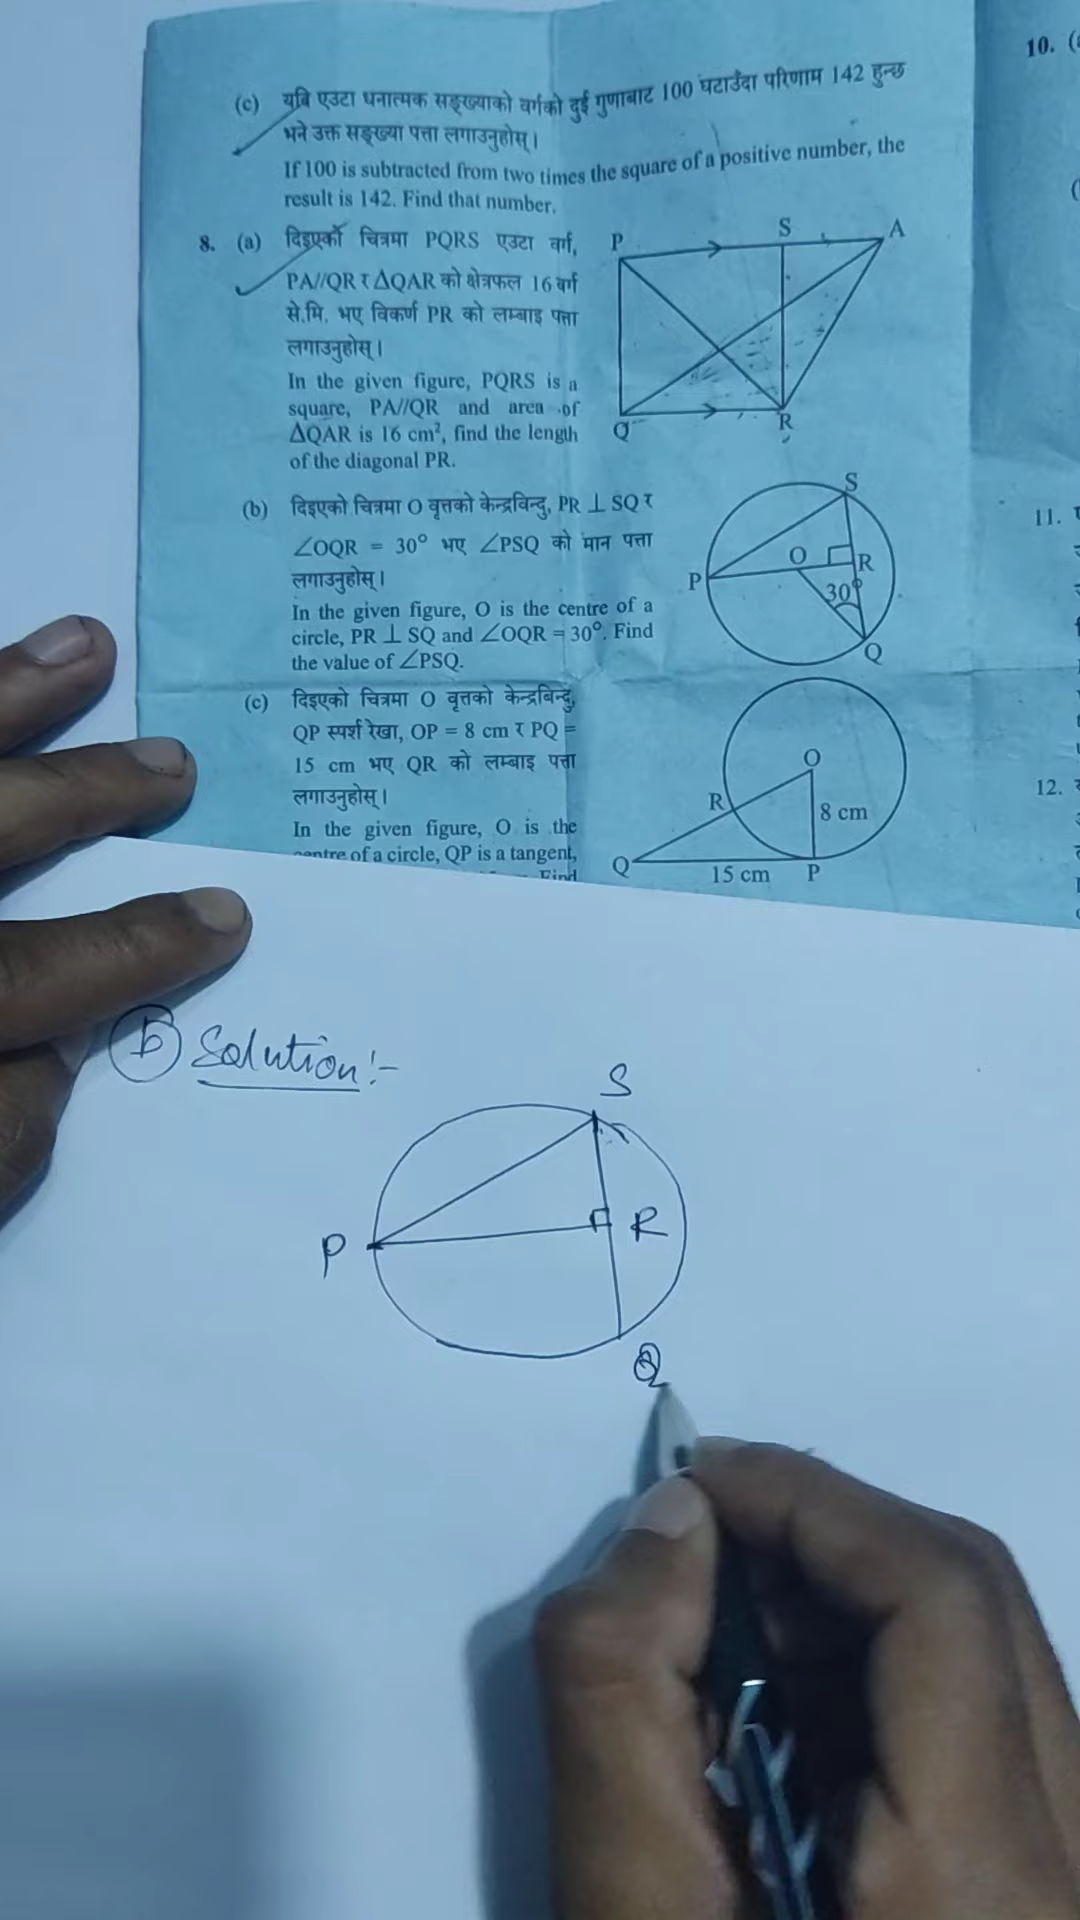 (c) यदि एउटा धनात्मक सङ्ख्याको वर्गको दुई गुणाबाट 100 घटाउँदा परिणाम 142 हुन्छ
भने उक्त सङ्ख्या पत्ता लगाउनुहोस्।
If 100 is subtracted from two times the square of a positive number, the
result is 142. Find that number.
8. (a) दिइएको चित्रमा PQRS एउटा वर्ग,
PA//QR र ΔQAR को क्षेत्रफल 16 वर्ग
से.मि. भए विकर्ण PR को लम्बाइ पत्ता
लगाउनुहोस्।
In the given figure, PQRS is a
square, PA//QR and area of
ΔQAR is 16 cm², find the length
of the diagonal PR.
P S A
Q R
(b) दिइएको चित्रमा O वृत्तको केन्द्रविन्दु, PR ⊥ SQ र
∠OQR = 30° भए ∠PSQ को मान पत्ता
लगाउनुहोस्।
In the given figure, O is the centre of a
circle, PR ⊥ SQ and ∠OQR = 30°. Find
the value of ∠PSQ.
S
O R
P
30°
Q
(c) दिइएको चित्रमा O वृत्तको केन्द्रबिन्दु,
QP स्पर्श रेखा, OP = 8 cm र PQ =
15 cm भए QR को लम्बाइ पत्ता
लगाउनुहोस्।
In the given figure, O is the
centre of a circle, QP is a tangent,
Find
O
R 8 cm
Q 15 cm P
10. (
11.
12.
(b) Solution:-
S
P R
Q